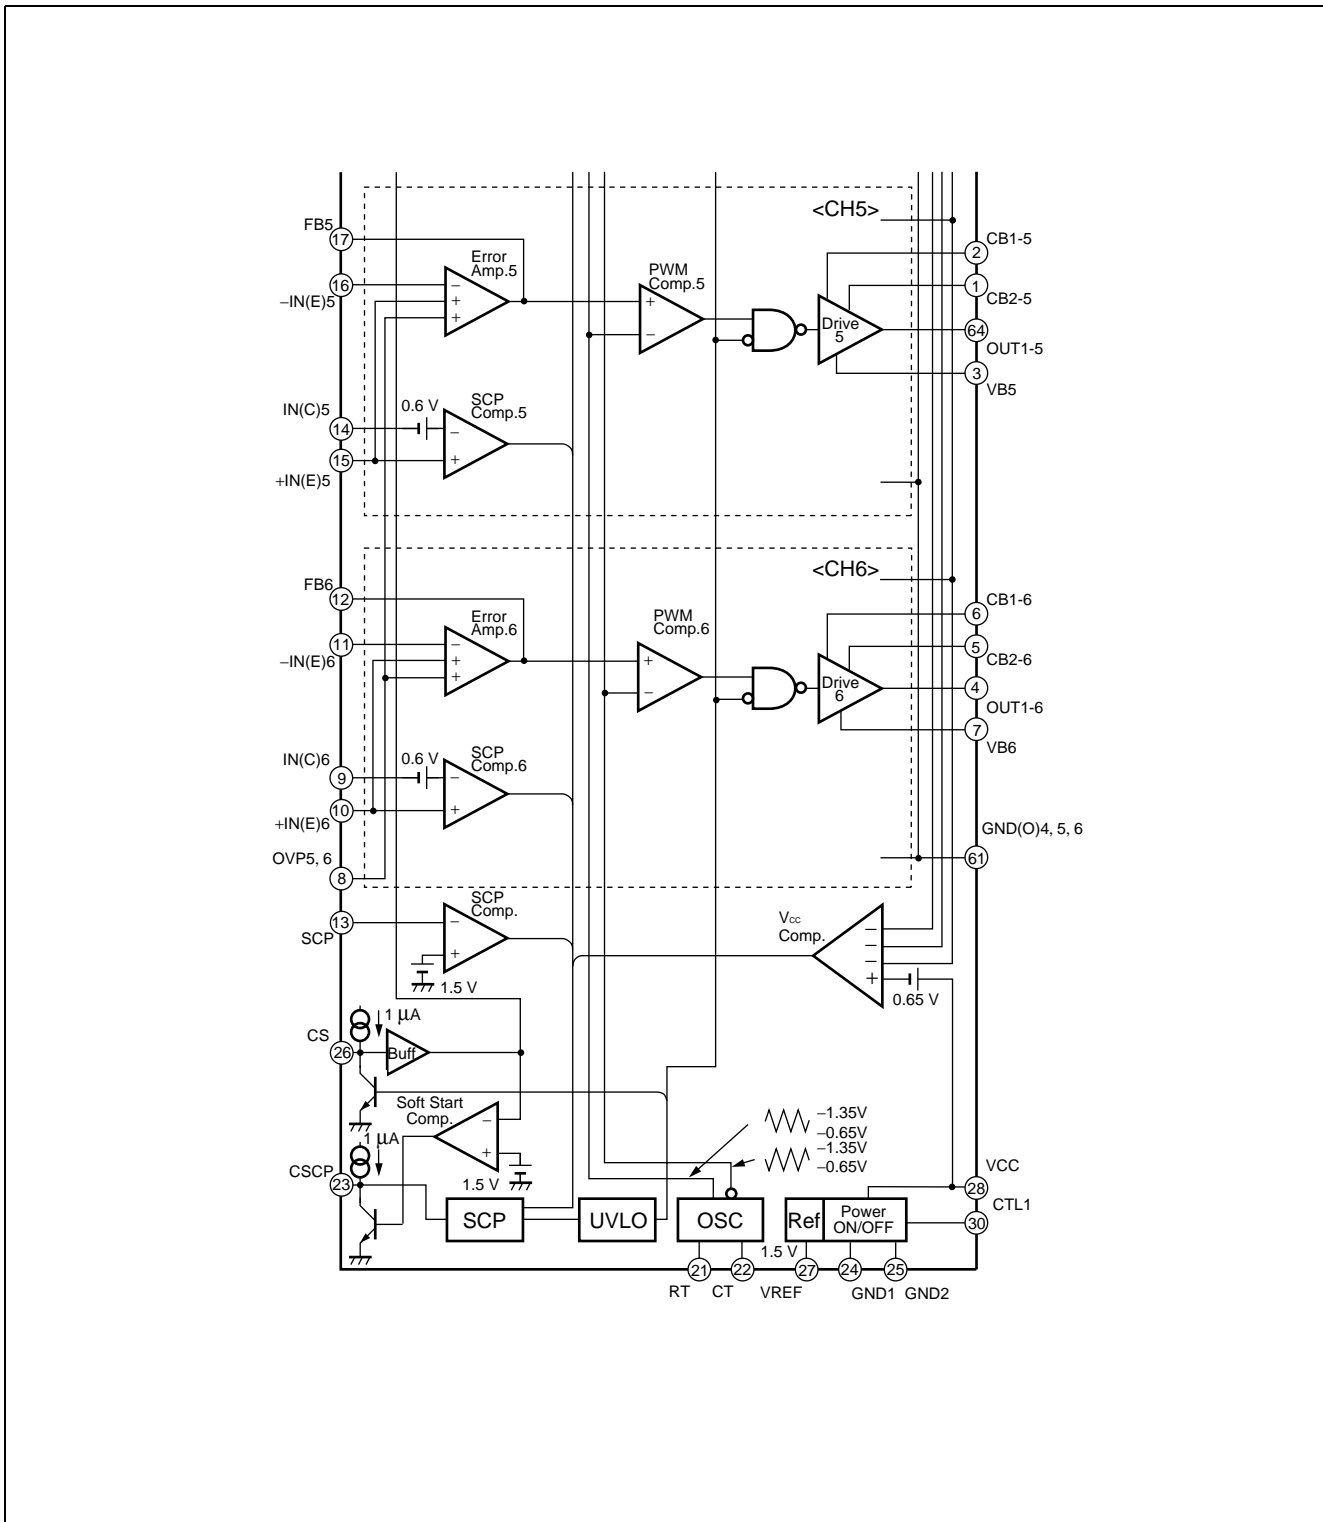 <CH5>
FB5
17
CB1-5
2
Error
Amp.5
PWM
Comp.5
16
−IN(E)5
−
+
+
+
−
1
CB2-5
Drive
5
64
OUT1-5
3
VB5
IN(C)5
14
0.6 V
SCP
Comp.5
−
+
15
+IN(E)5
<CH6>
FB6
12
CB1-6
6
Error
Amp.6
PWM
Comp.6
11
−IN(E)6
−
+
+
+
−
5
CB2-6
Drive
6
4
OUT1-6
7
VB6
IN(C)6
9
0.6 V
SCP
Comp.6
−
+
10
+IN(E)6
GND(O)4, 5, 6
61
OVP5, 6
8
SCP
Comp.
13
SCP
−
+
1.5 V
Vcc
Comp.
−
−
−
+
0.65 V
1 µA
CS
26
Buff
Soft Start
Comp.
−
+
1.5 V
−1.35V
−0.65V
−1.35V
−0.65V
1 µA
CSCP
23
VCC
28
CTL1
30
SCP
UVLO
OSC
Ref
Power
ON/OFF
1.5 V
21
22
27
24
25
RT
CT
VREF
GND1
GND2